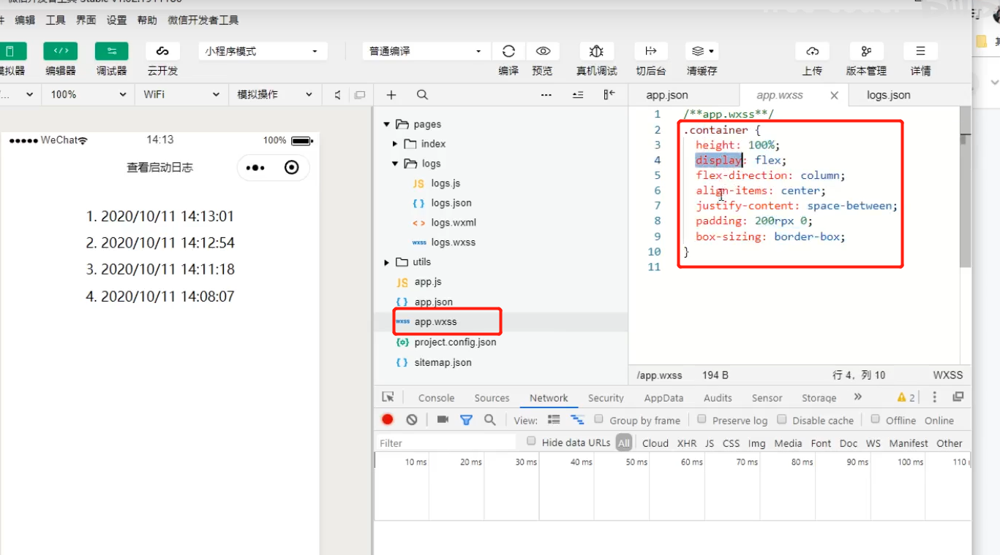 编辑 工具 界面 设置 帮助 微信开发者工具
小程序模式 普通编译
模拟器 编辑器 调试器 云开发 编译 预览 真机调试 切后台 清缓存 上传 版本管理 详情
100% WiFi 模拟操作
app.json app.wxss logs.json
WeChat 14:13 100%
查看启动日志
1. 2020/10/11 14:13:01
2. 2020/10/11 14:12:54
3. 2020/10/11 14:11:18
4. 2020/10/11 14:08:07
pages
index
logs
JS logs.js
{ } logs.json
< > logs.wxml
wxss logs.wxss
utils
JS app.js
{ } app.json
wxss app.wxss
project.config.json
{ } sitemap.json
1 /**app.wxss**/
2 .container {
3 height: 100%;
4 display: flex;
5 flex-direction: column;
6 align-items: center;
7 justify-content: space-between;
8 padding: 200rpx 0;
9 box-sizing: border-box;
10 }
11
/app.wxss 194 B 行 4，列 10 WXSS
Console Sources Network Security AppData Audits Sensor Storage » 2
View: Group by frame Preserve log Disable cache Offline Online
Filter Hide data URLs All Cloud XHR JS CSS Img Media Font Doc WS Manifest Other
10 ms 20 ms 30 ms 40 ms 50 ms 60 ms 70 ms 80 ms 90 ms 100 ms 110